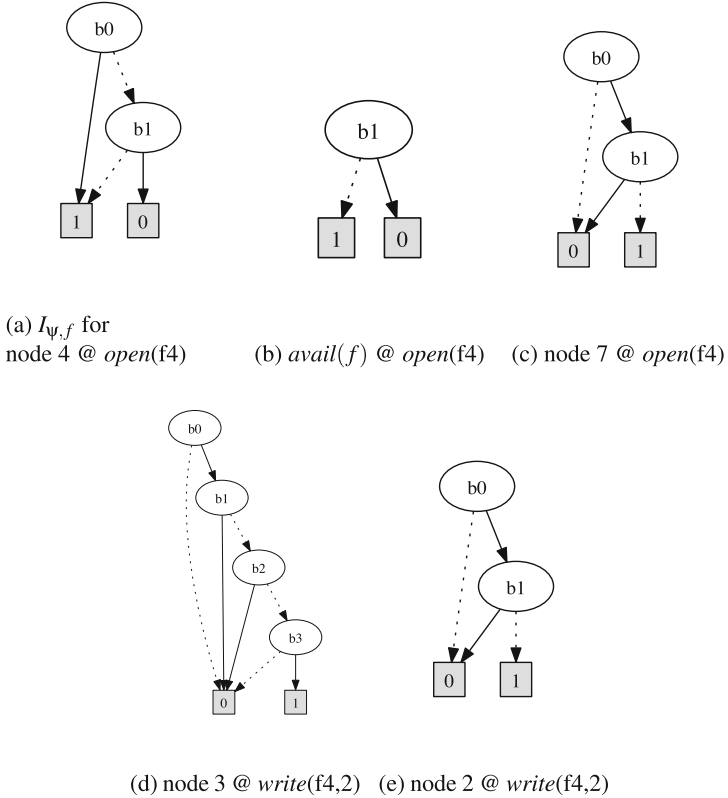 b0
b1
1 0
b1
1 0
b0
b1
0 1
(a) I_ψ,f for
node 4 @ open(f4)
(b) avail(f) @ open(f4)
(c) node 7 @ open(f4)
b0
b1
b2
b3
0 1
b0
b1
0 1
(d) node 3 @ write(f4,2)
(e) node 2 @ write(f4,2)